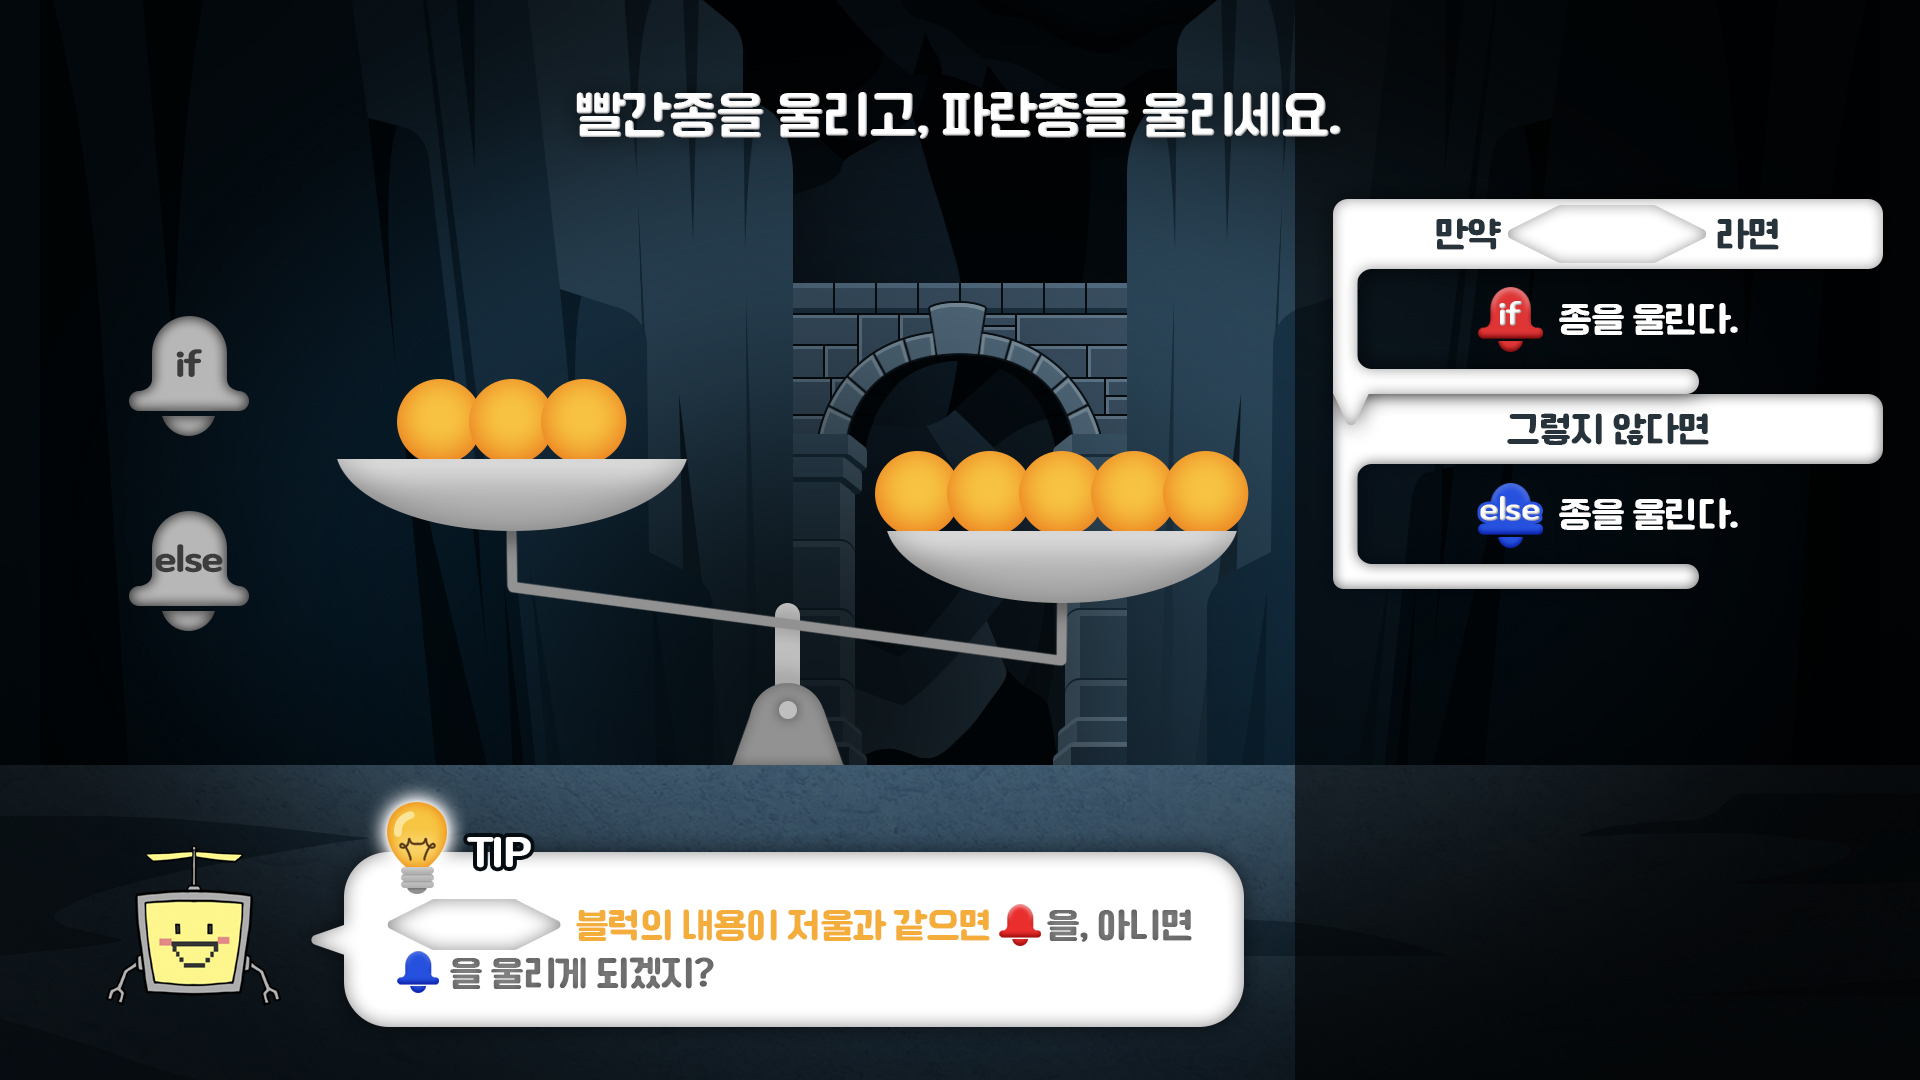 빨간종을 울리고, 파란종을 울리세요.
만약 라면
if 종을 울린다.
그렇지 않다면
else 종을 울린다.
if
else
TIP
블럭의 내용이 저울과 같으면 을, 아니면
을 울리게 되겠지?